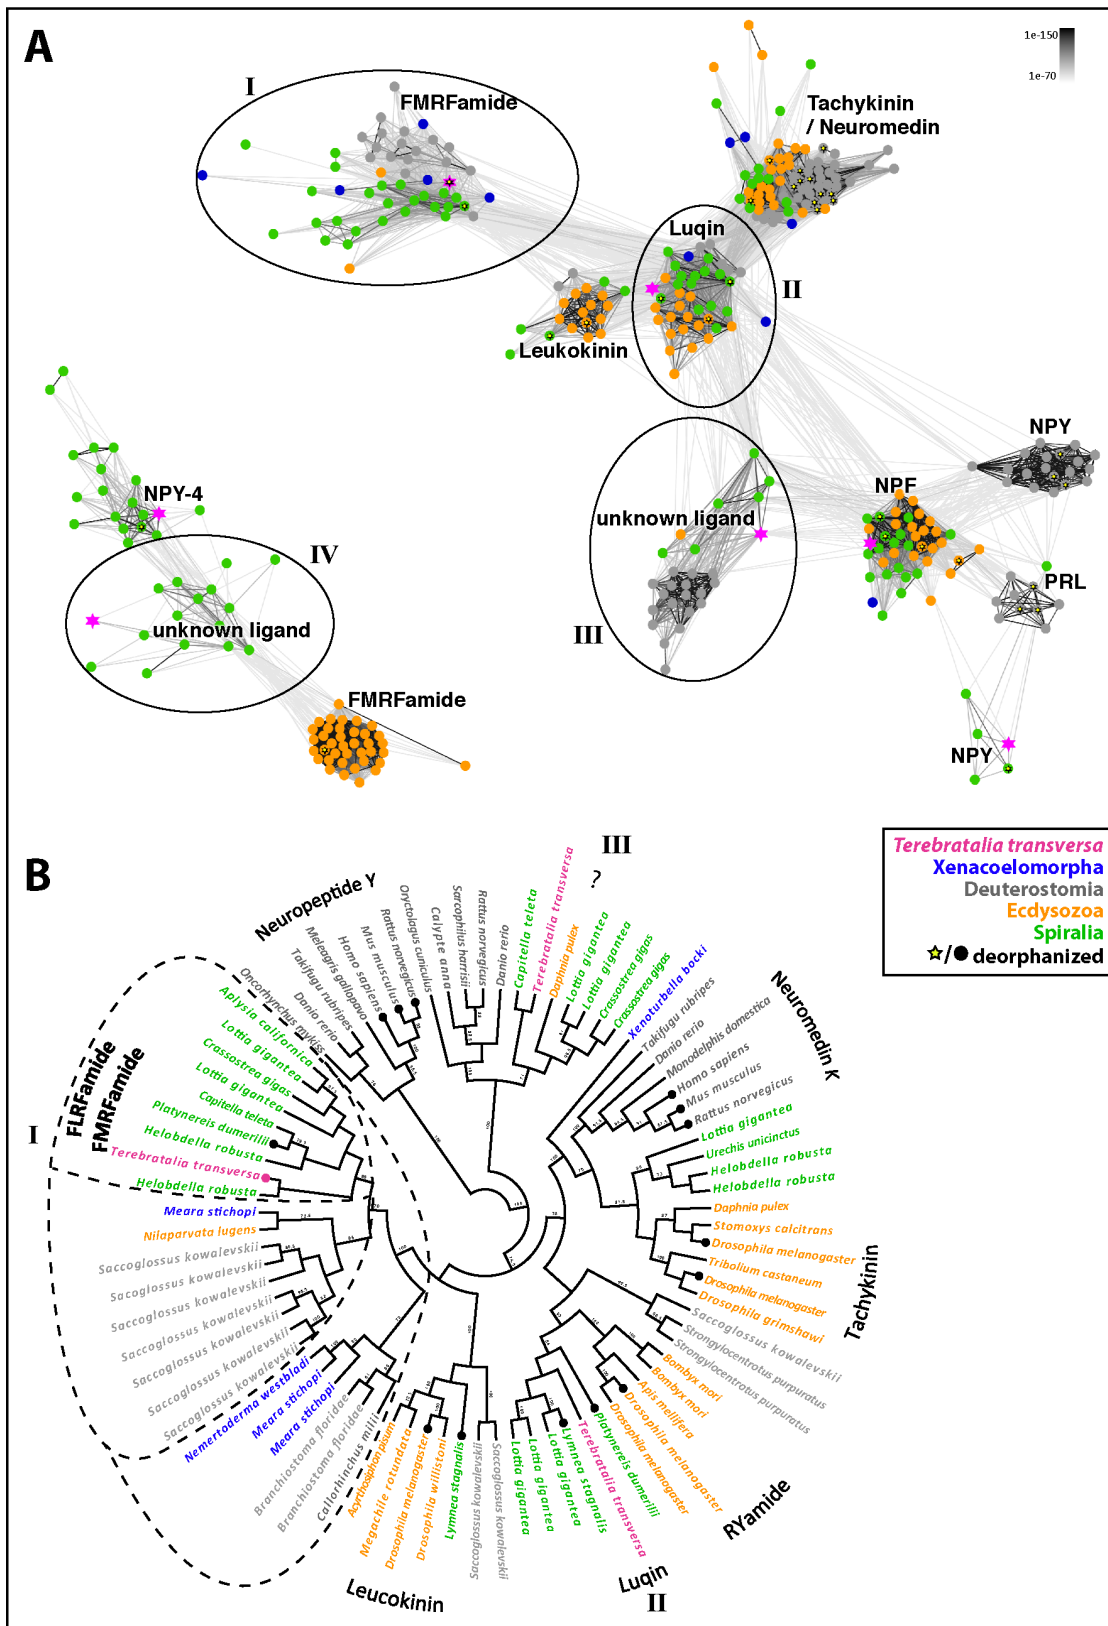 A
1e-150
1e-70
I
FMRFamide
Tachykinin
/ Neuromedin
Luqin
II
Leukokinin
NPY
NPY-4
NPF
unknown ligand
IV
unknown ligand
III
PRL
FMRFamide
NPY
Terebratalia transversa
Xenacoelomorpha
Deuterostomia
Ecdysozoa
Spiralia
/ deorphanized
B
III
?
Neuropeptide Y
Neuromedin K
Tachykinin
RYamide
Luqin
II
Leucokinin
I
FLRFamide
FMRFamide
Oncorhynchus mykiss
Danio rerio
Takifugu rubripes
Meleagris gallopavo
Homo sapiens
Mus musculus
Rattus norvegicus
Oryctolagus cuniculus
Calypte anna
Sarcophilus harrisii
Rattus norvegicus
Danio rerio
Capitella teleta
Terebratalia transversa
Daphnia pulex
Lottia gigantea
Lottia gigantea
Crassostrea gigas
Crassostrea gigas
Xenoturbella bocki
Takifugu rubripes
Danio rerio
Monodelphis domestica
Homo sapiens
Mus musculus
Rattus norvegicus
Lottia gigantea
Urechis unicinctus
Helobdella robusta
Helobdella robusta
Daphnia pulex
Stomoxys calcitrans
Drosophila melanogaster
Tribolium castaneum
Drosophila melanogaster
Drosophila grimshawi
Saccoglossus kowalevskii
Strongylocentrotus purpuratus
Strongylocentrotus purpuratus
Bombyx mori
Bombyx mori
Apis mellifera
Drosophila melangaster
Drosophila melanogaster
Platynereis dumerilii
Terebratalia transversa
Lymnea stagnalis
Lottia gigantea
Lottia gigantea
Lottia gigantea
Saccoglossus kowalevskii
Saccoglossus kowalevskii
Lymnea stagnalis
Drosophila willistoni
Drosophila melanogaster
Megachile rotundata
Acyrthosiphon pisum
Callorhinchus milii
Branchiostoma floridae
Branchiostoma floridae
Meara stichopi
Meara stichopi
Nemertoderma westbladi
Saccoglossus kowalevskii
Saccoglossus kowalevskii
Saccoglossus kowalevskii
Saccoglossus kowalevskii
Saccoglossus kowalevskii
Sacoglossus kowalevskii
Saccoglossus kowalevskii
Nilaparvata lugens
Meara stichopi
Helobdella robusta
Terebratalia transversa
Helobdella robusta
Platynereis dumerilii
Capitella teleta
Lottia gigantea
Crassostrea gigas
Lottia gigantea
Aplysia californica